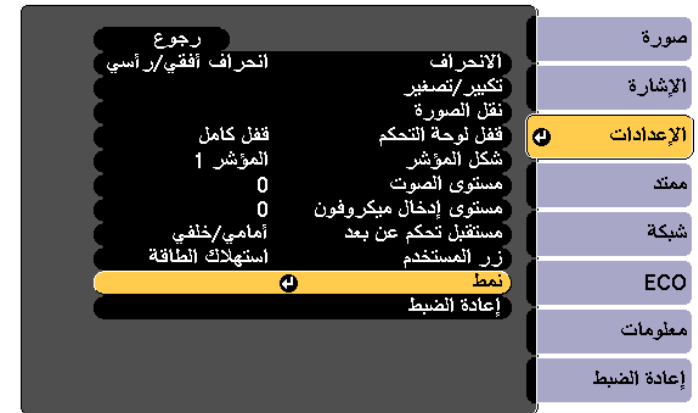 صورة
الإشارة
الإعدادات
ممتد
شبكة
ECO
معلومات
إعادة الضبط
رجوع
الانحراف انحراف أفقي/رأسي
تكبير/تصغير
نقل الصورة
قفل لوحة التحكم قفل كامل
شكل المؤشر المؤشر 1
مستوى الصوت 0
مستوى إدخال ميكروفون 0
مستقبل تحكم عن بعد أمامي/خلفي
زر المستخدم استهلاك الطاقة
نمط
إعادة الضبط